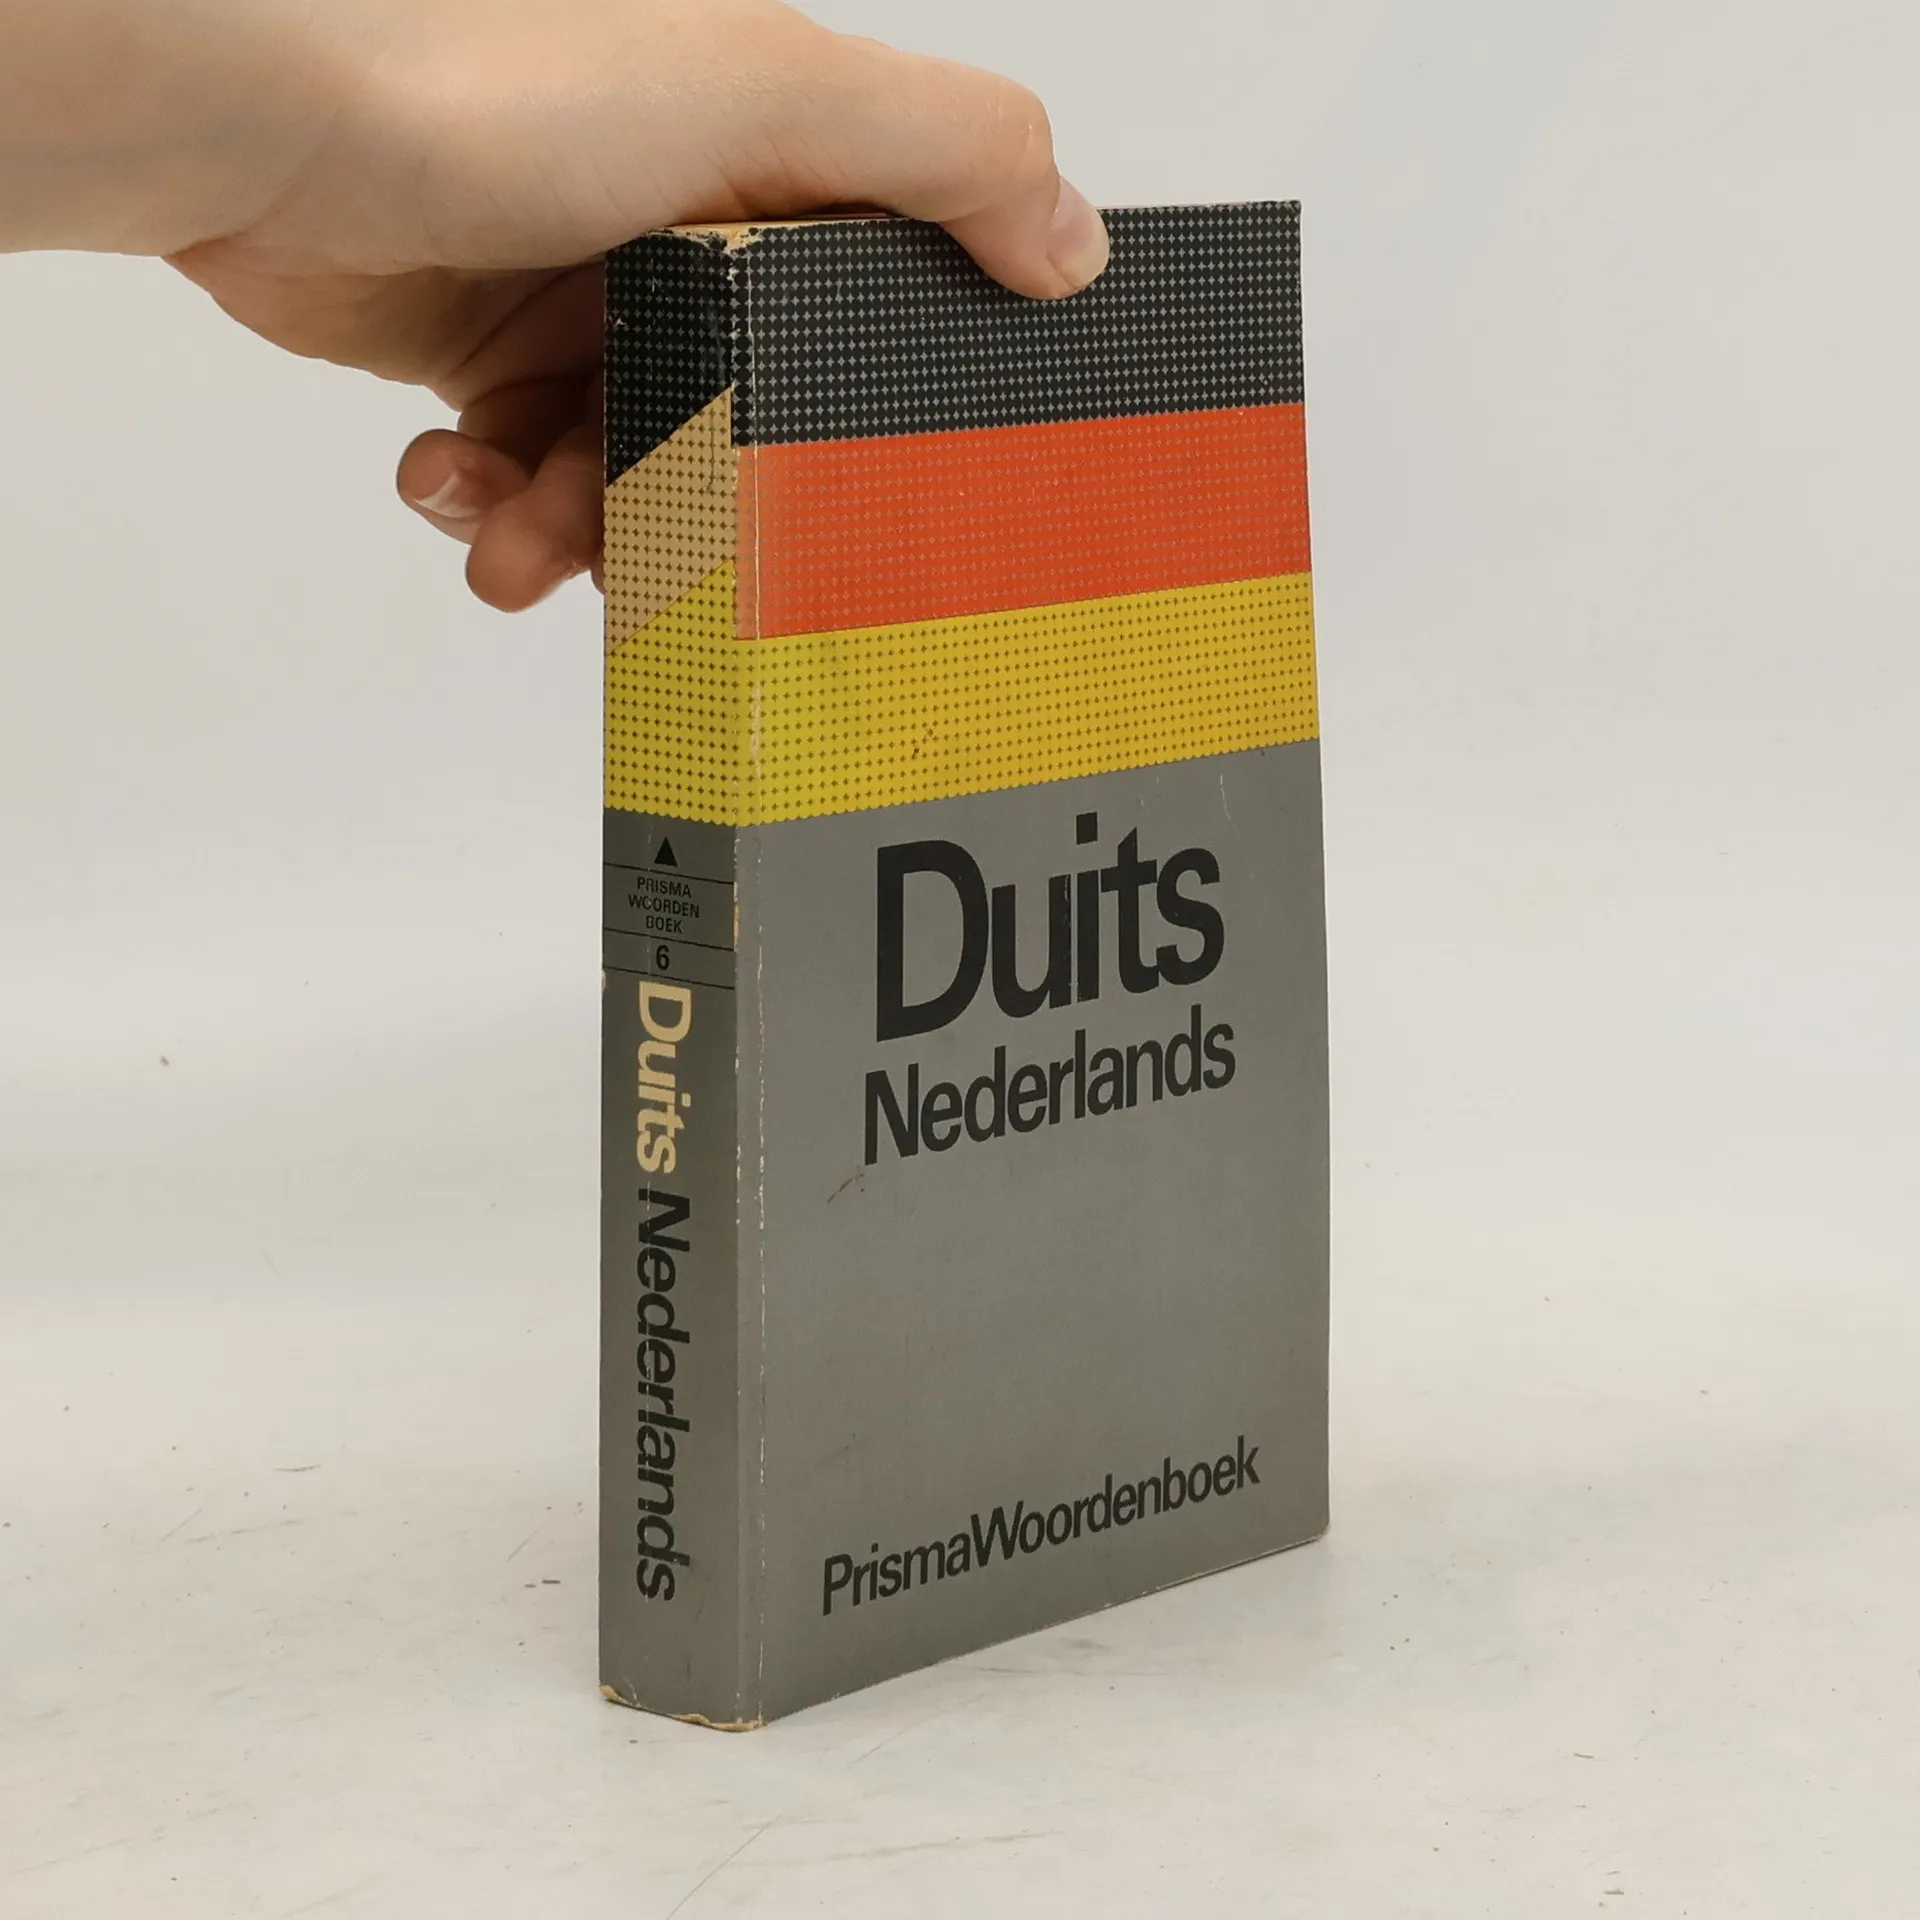 PRISMA
WOORDEN
BOEK
6
Duits Nederlands
Duits
Nederlands
PrismaWoordenboek